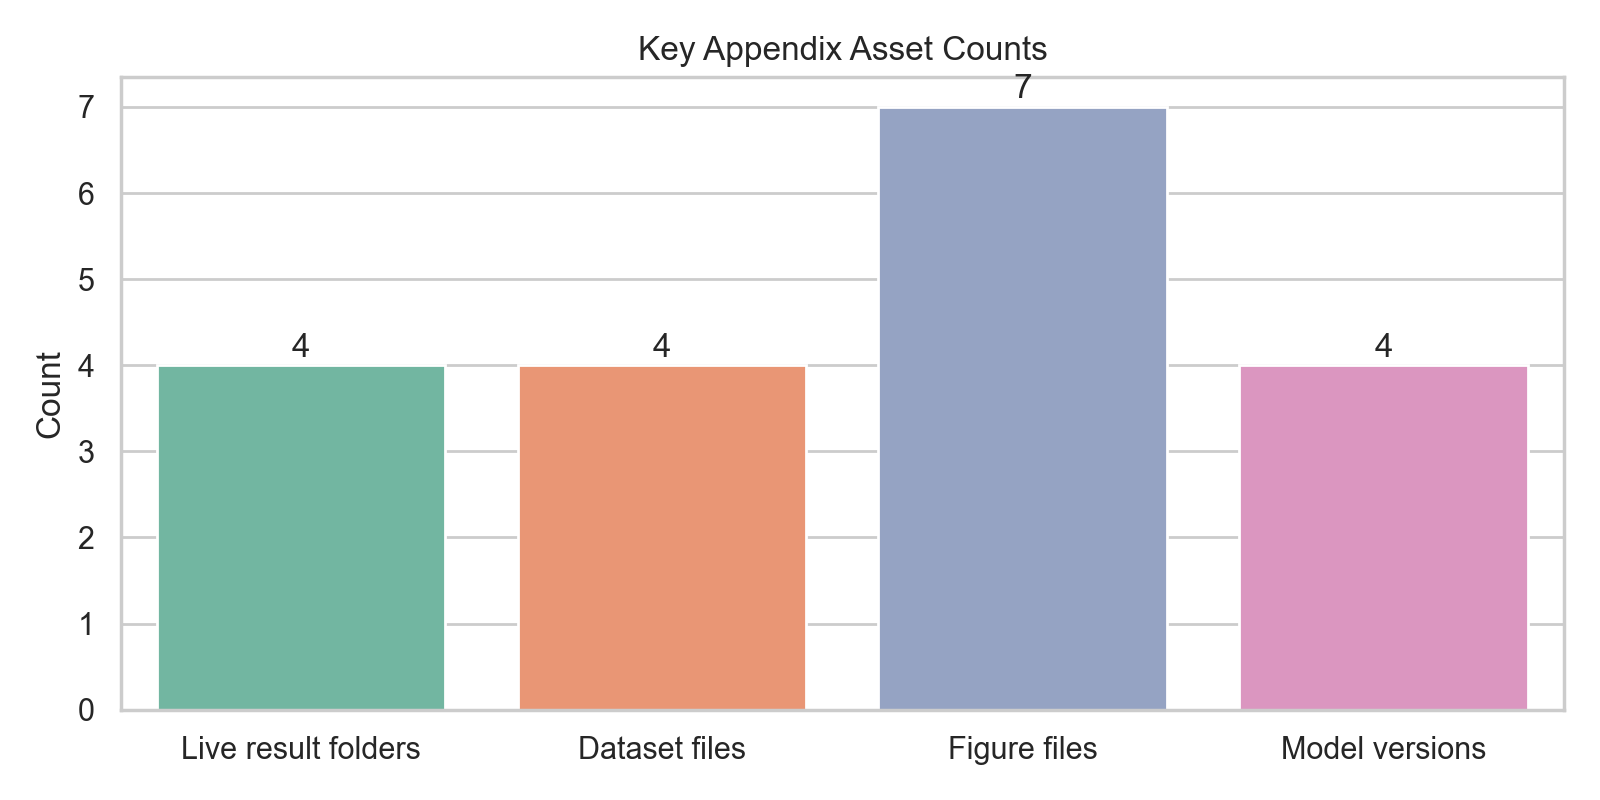 Key Appendix Asset Counts
7
7
6
5
4
4
4
4
3
2
1
0
Count
Live result folders
Dataset files
Figure files
Model versions